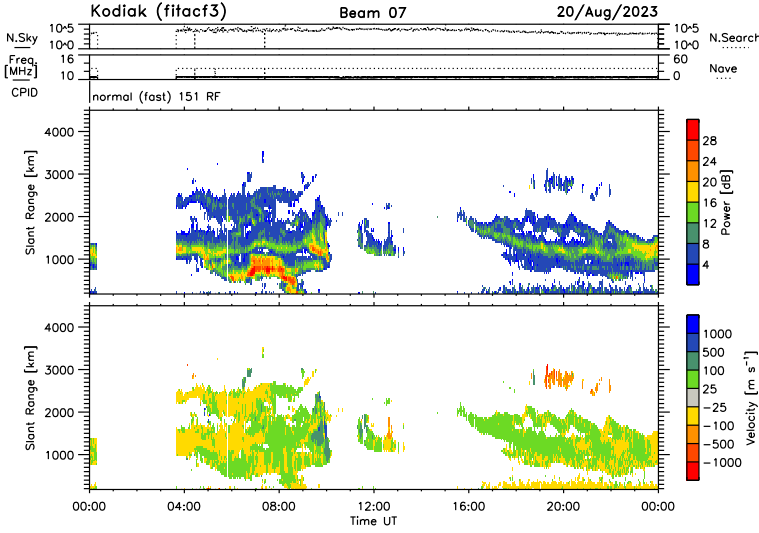 Kodiak (fitacf3) Beam 07 20/Aug/2023
N.Sky 10^5 10^0 10^5 10^0 N.Search
Freq. [MHz] 16 10 60 0 Nave
CPID normal (fast) 151 RF
Slant Range [km]
4000
3000
2000
1000
28
24
20
16
12
8
4
Power [dB]
Slant Range [km]
4000
3000
2000
1000
1000
500
100
25
-25
-100
-500
-1000
Velocity [m s⁻¹]
00:00 04:00 08:00 12:00 16:00 20:00 00:00
Time UT